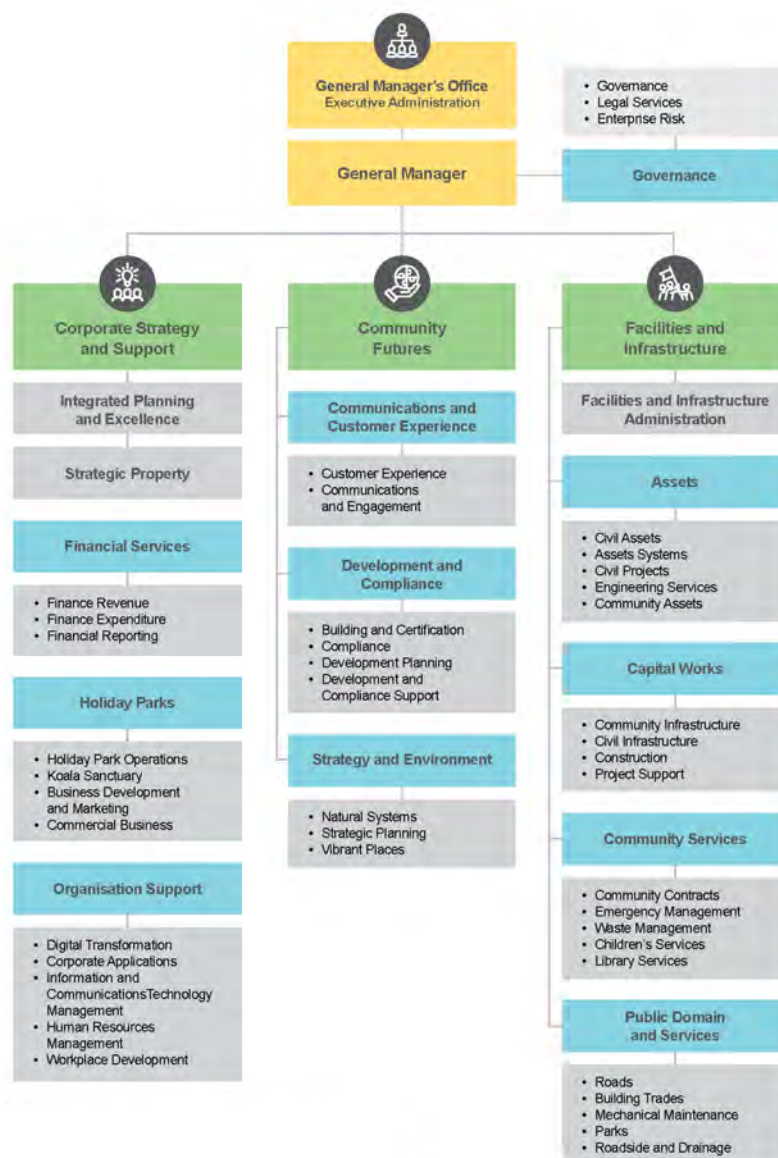 General Manager's Office
Executive Administration
General Manager
• Governance
• Legal Services
• Enterprise Risk
Governance
Corporate Strategy
and Support
Integrated Planning
and Excellence
Strategic Property
Financial Services
• Finance Revenue
• Finance Expenditure
• Financial Reporting
Holiday Parks
• Holiday Park Operations
• Koala Sanctuary
• Business Development
and Marketing
• Commercial Business
Organisation Support
• Digital Transformation
• Corporate Applications
• Information and
CommunicationsTechnology
Management
• Human Resources
Management
• Workplace Development
Community
Futures
Communications and
Customer Experience
• Customer Experience
• Communications
and Engagement
Development and
Compliance
• Building and Certification
• Compliance
• Development Planning
• Development and
Compliance Support
Strategy and Environment
• Natural Systems
• Strategic Planning
• Vibrant Places
Facilities and
Infrastructure
Facilities and Infrastructure
Administration
Assets
• Civil Assets
• Assets Systems
• Civil Projects
• Engineering Services
• Community Assets
Capital Works
• Community Infrastructure
• Civil Infrastructure
• Construction
• Project Support
Community Services
• Community Contracts
• Emergency Management
• Waste Management
• Children's Services
• Library Services
Public Domain
and Services
• Roads
• Building Trades
• Mechanical Maintenance
• Parks
• Roadside and Drainage